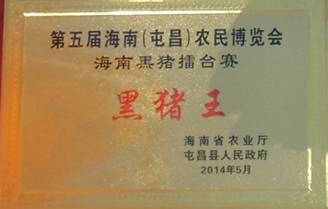 第五届海南(屯昌)农民博览会
海南黑猪擂台赛
黑猪王
海南省农业厅
屯昌县人民政府
2014年5月